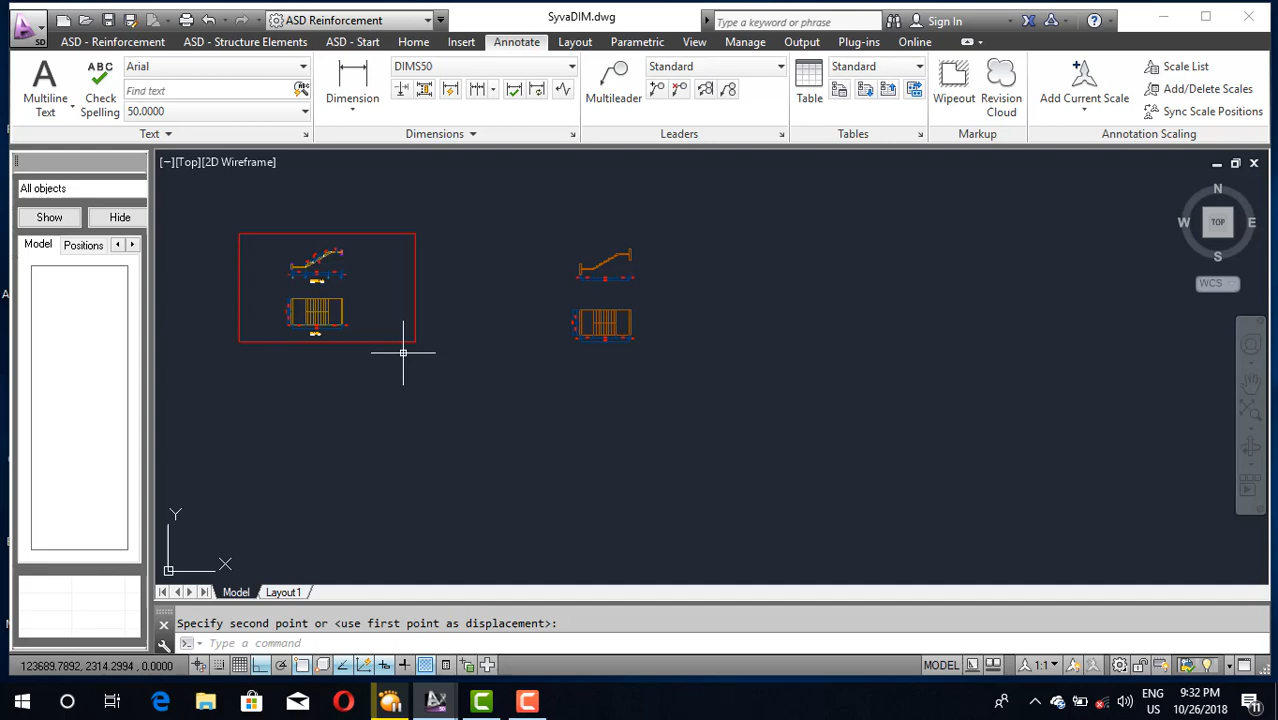 SyvaDIM.dwg
ASD Reinforcement
Type a keyword or phrase
Sign In
ASD - Reinforcement
ASD - Structure Elements
ASD - Start
Home
Insert
Annotate
Layout
Parametric
View
Manage
Output
Plug-ins
Online
Multiline Text
ABC
Check Spelling
Arial
Find text
50.0000
Text
Dimension
DIMS50
Dimensions
Multileader
Standard
Leaders
Table
Standard
Tables
Wipeout
Revision Cloud
Markup
Add Current Scale
Scale List
Add/Delete Scales
Sync Scale Positions
Annotation Scaling
All objects
Show
Hide
Model
Positions
[−][Top][2D Wireframe]
N
W
TOP
E
S
WCS
Y
X
Model
Layout1
Specify second point or <use first point as displacement>:
Type a command
123689.7892, 2314.2994 , 0.0000
MODEL
1:1
ENG
US
9:32 PM
10/26/2018
11